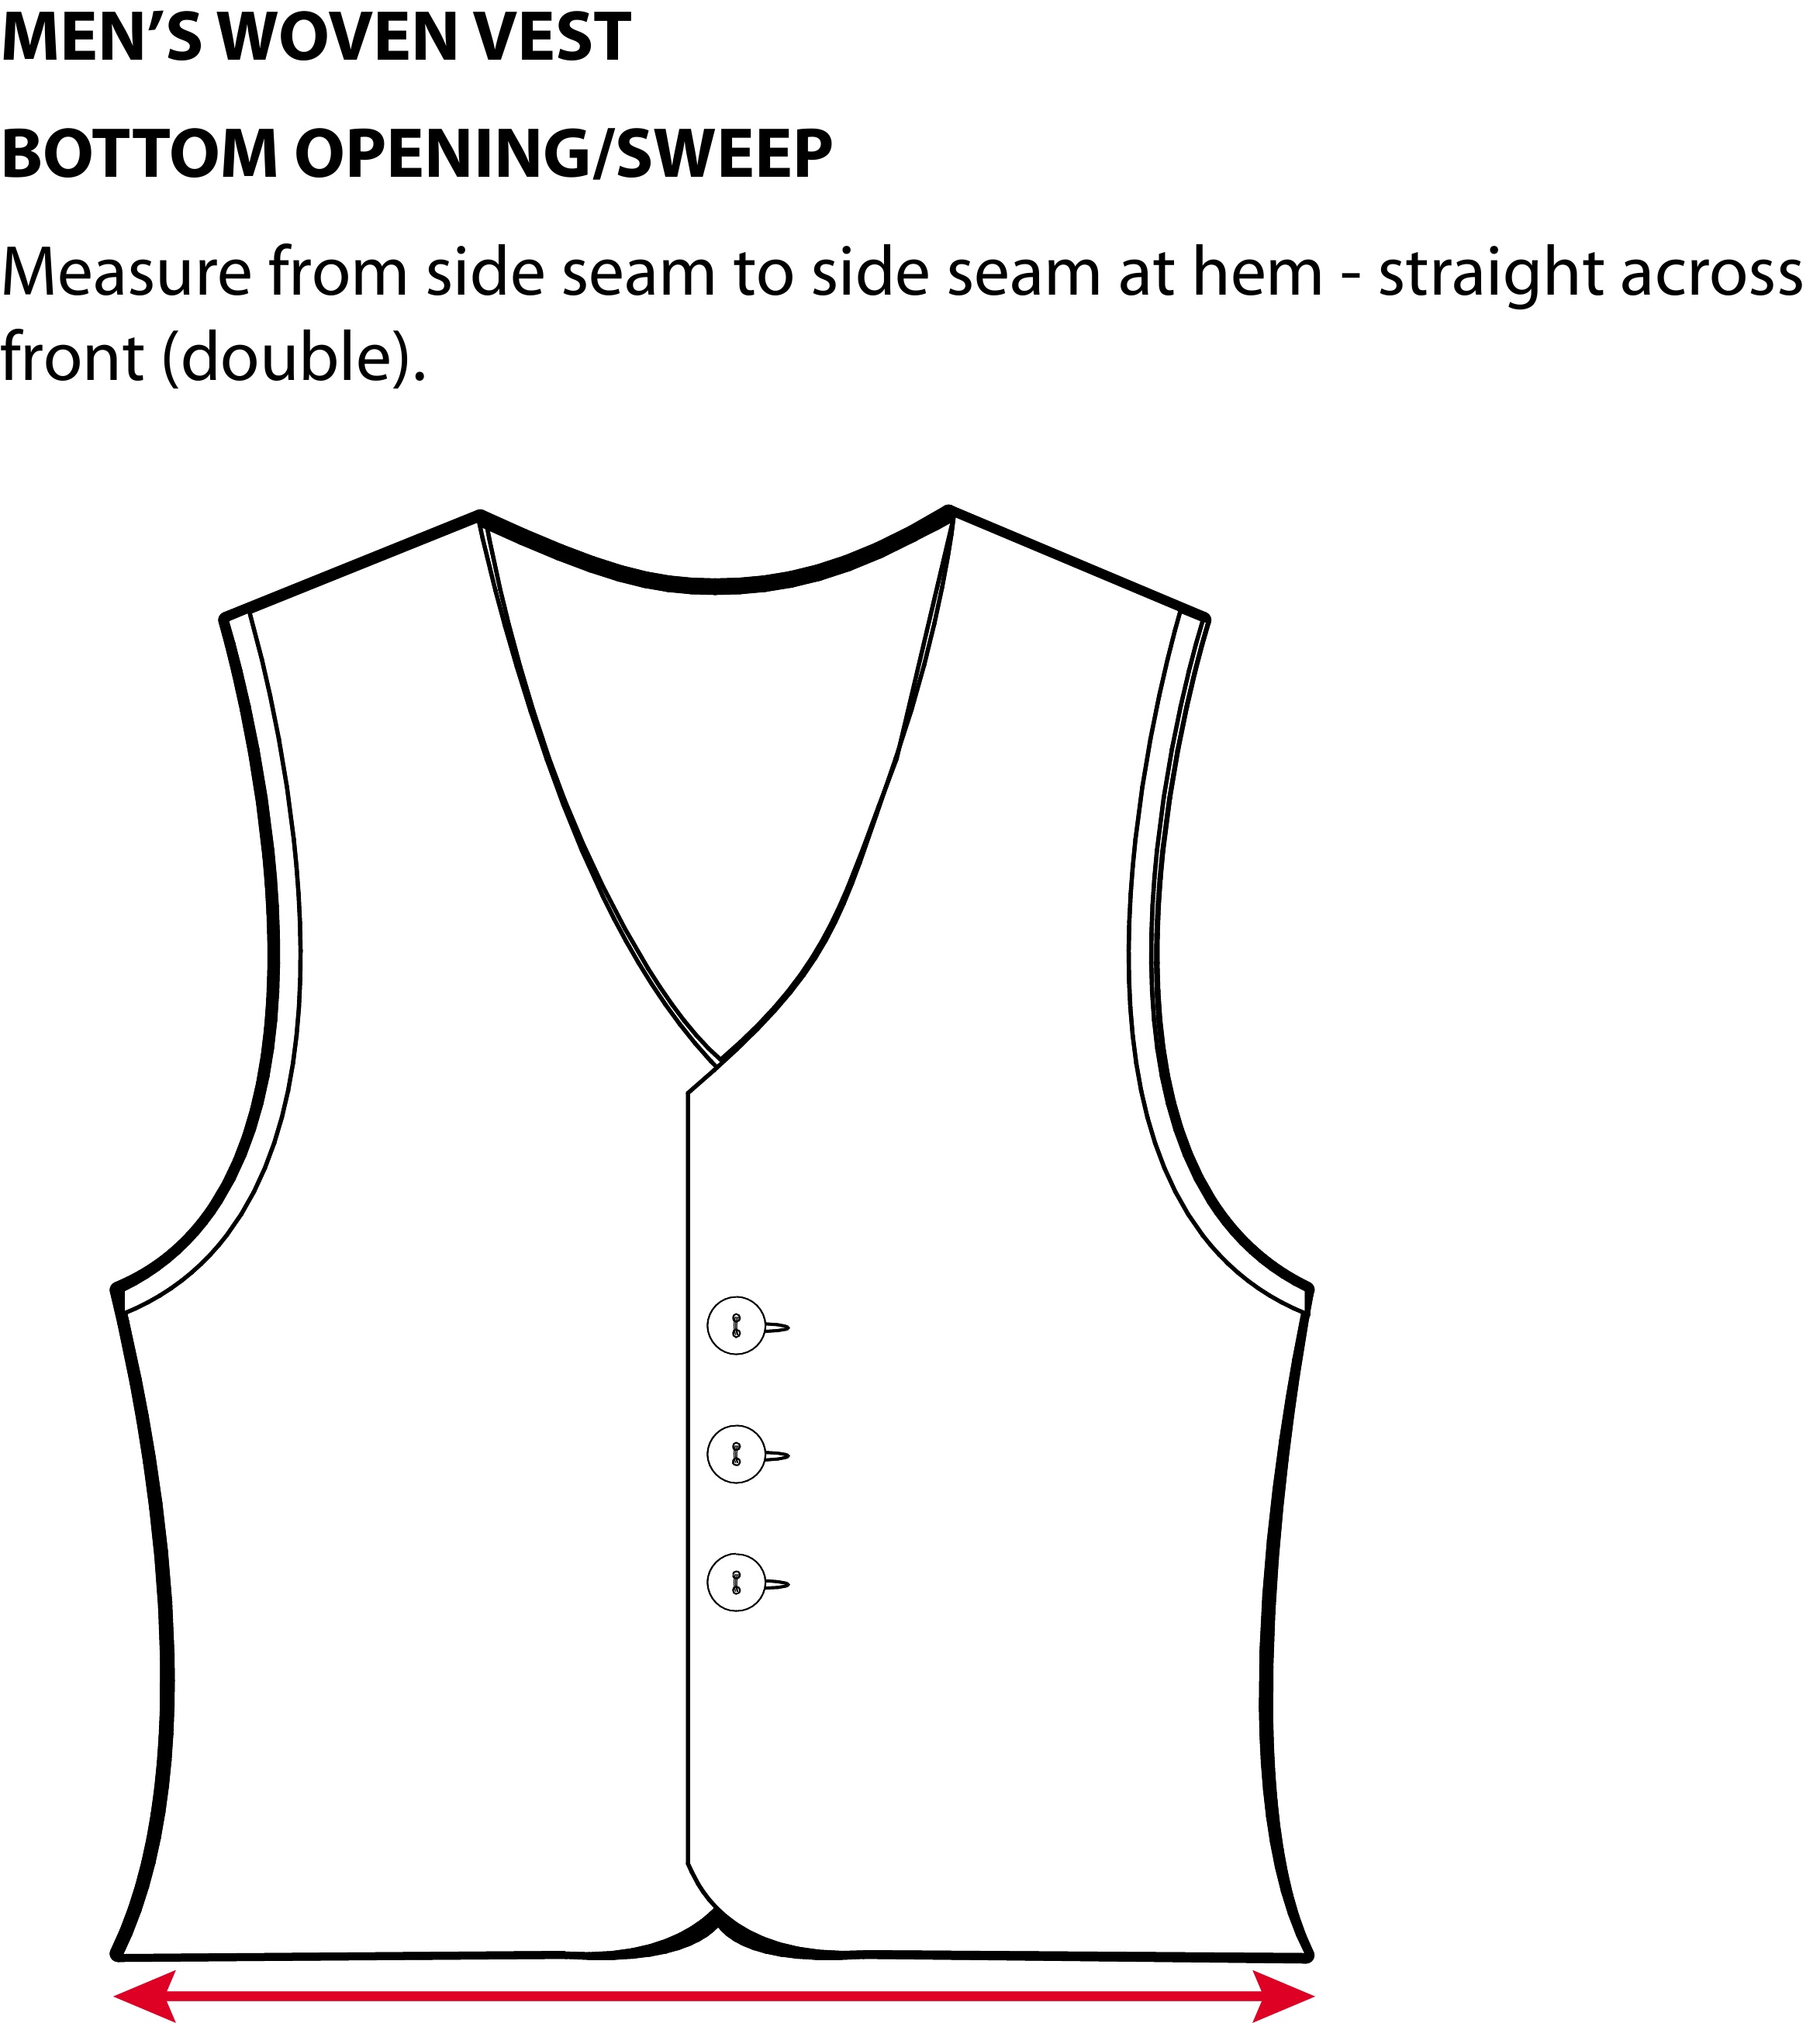 MEN’S WOVEN VEST
BOTTOM OPENING/SWEEP
Measure from side seam to side seam at hem - straight across
front (double).